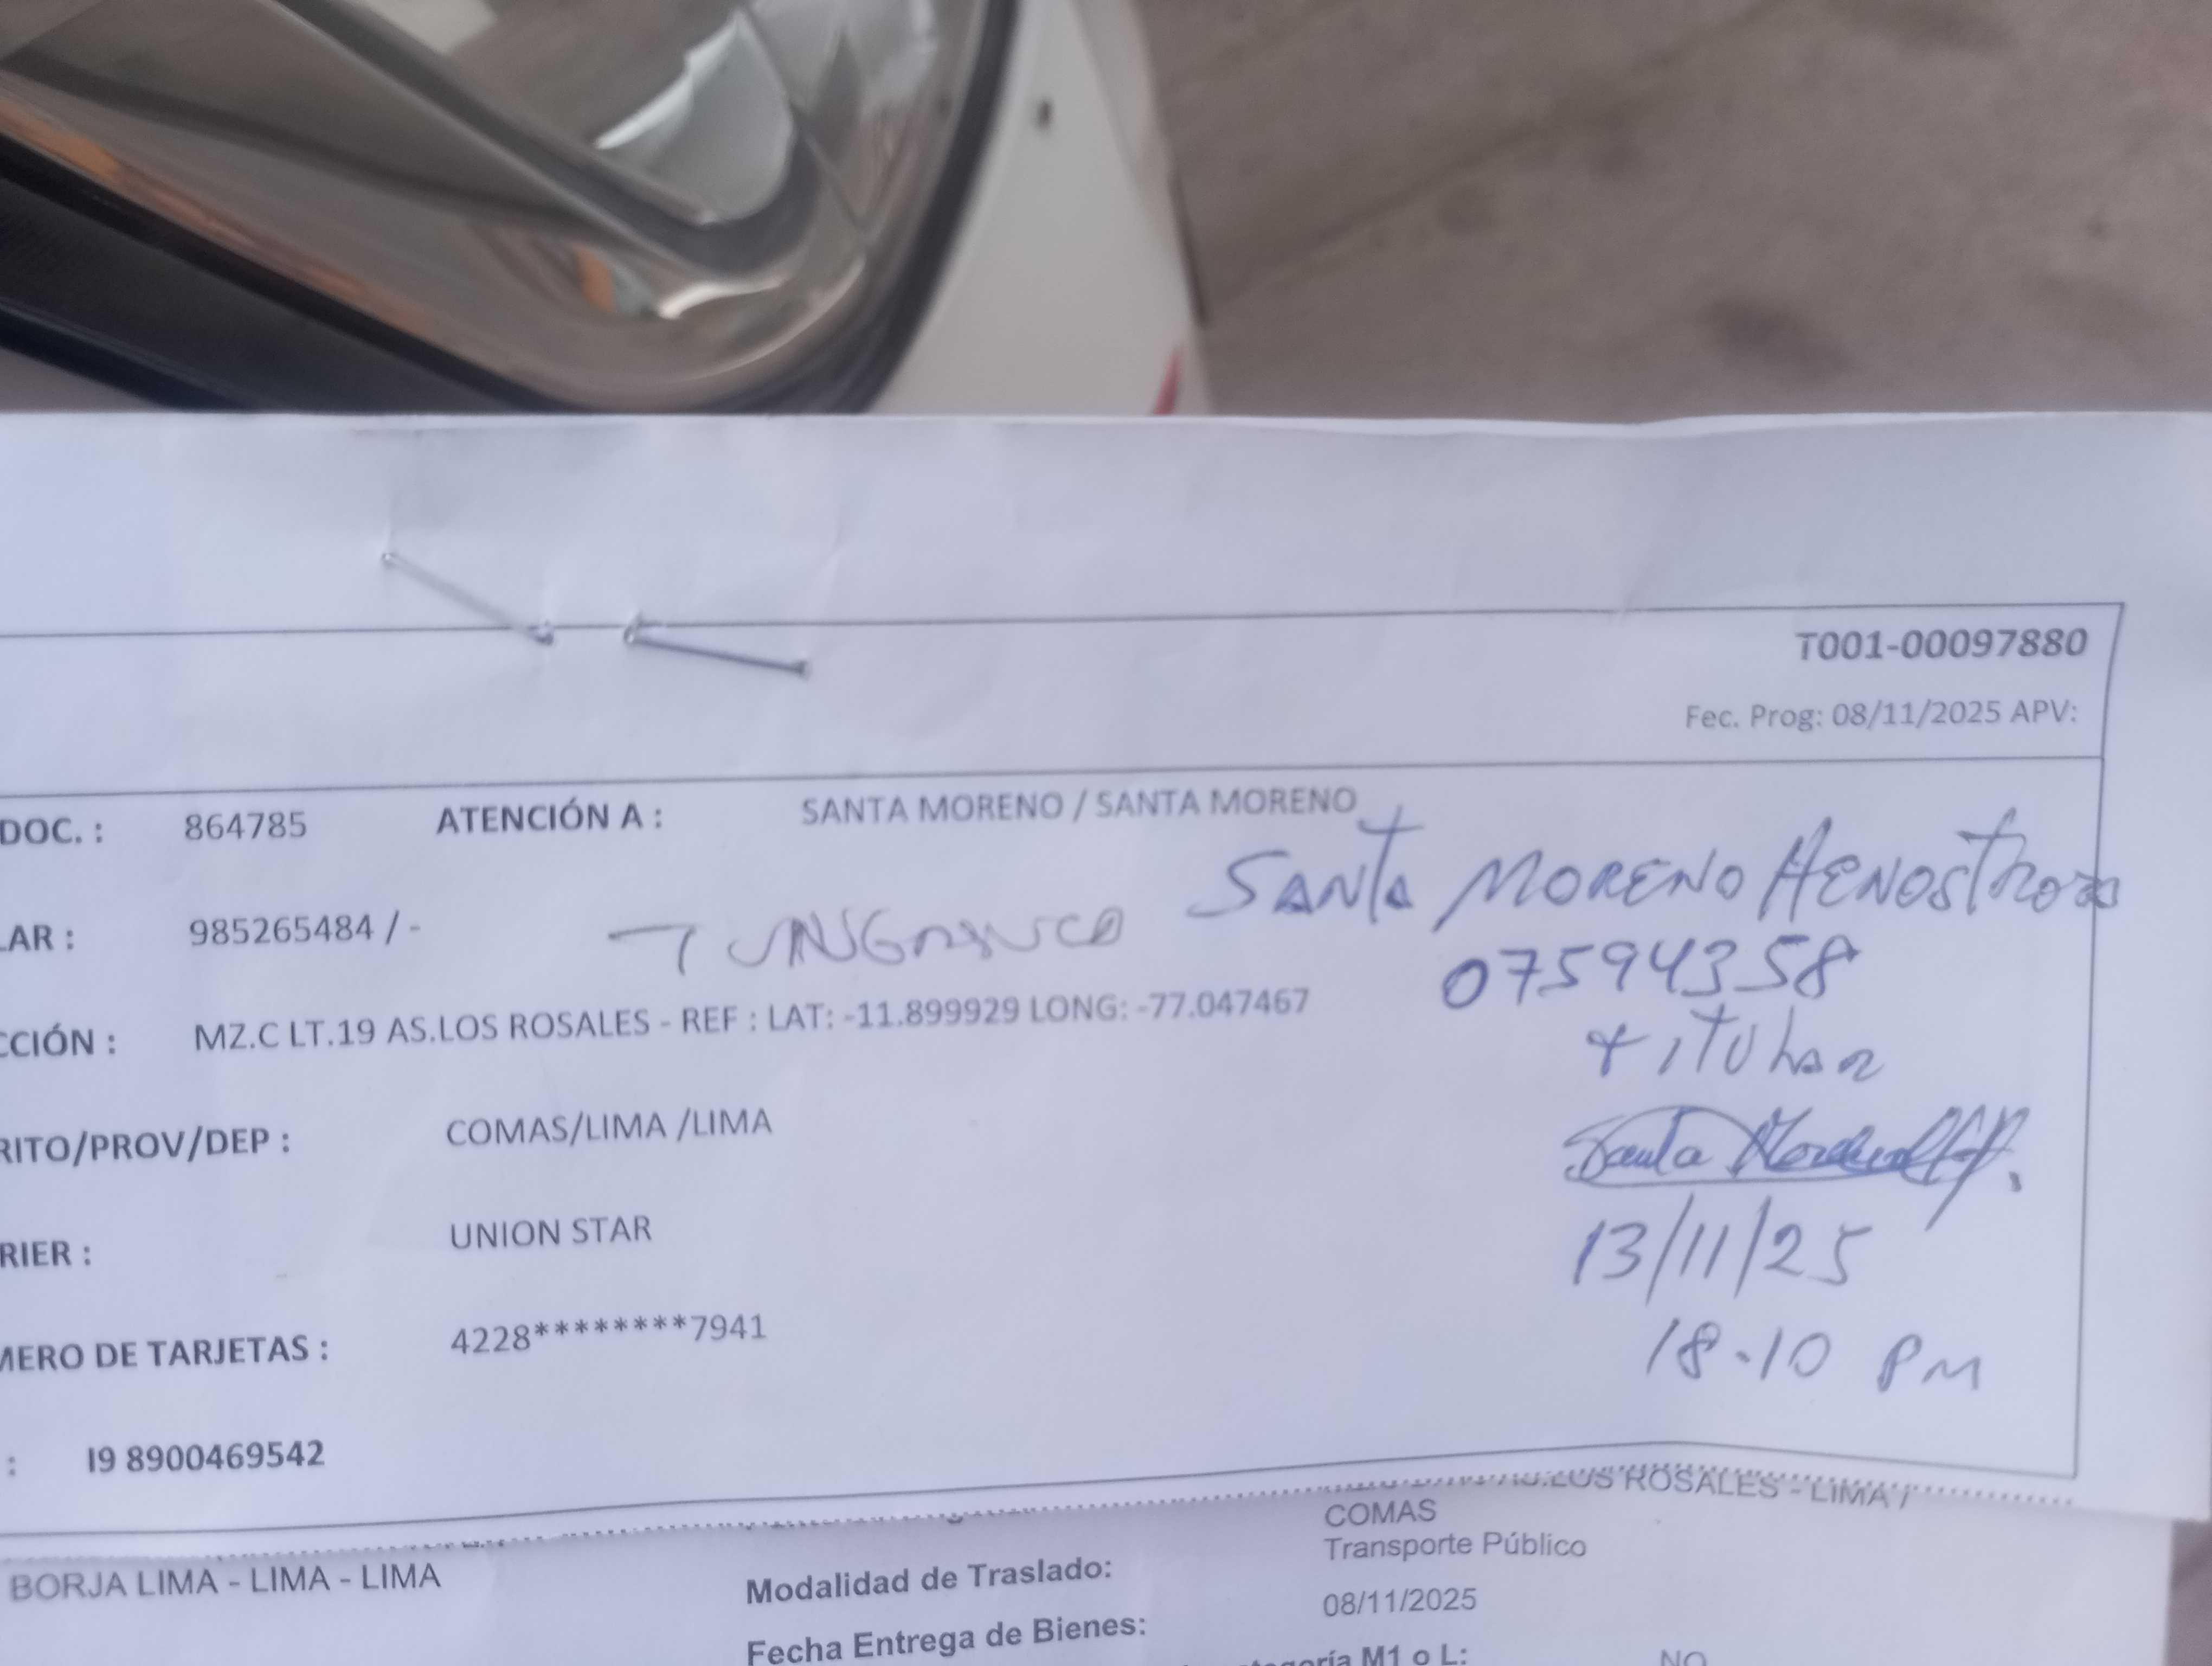 T001-00097880
Fec. Prog: 08/11/2025 APV:
DOC. : 864785 ATENCIÓN A : SANTA MORENO / SANTA MORENO
SANTA MORENO HENOSTROZA
LAR : 985265484 / -
07594358
CCIÓN : MZ.C LT.19 AS.LOS ROSALES - REF : LAT: -11.899929 LONG: -77.047467
titular
RITO/PROV/DEP : COMAS/LIMA /LIMA
Santa Moreno
RIER : UNION STAR
13/11/25
MERO DE TARJETAS : 4228********7941
18.10 PM
: I9 8900469542
LOS ROSALES - LIMA /
COMAS
BORJA LIMA - LIMA - LIMA Modalidad de Traslado: Transporte Público
Fecha Entrega de Bienes: 08/11/2025
M1 o L: NO